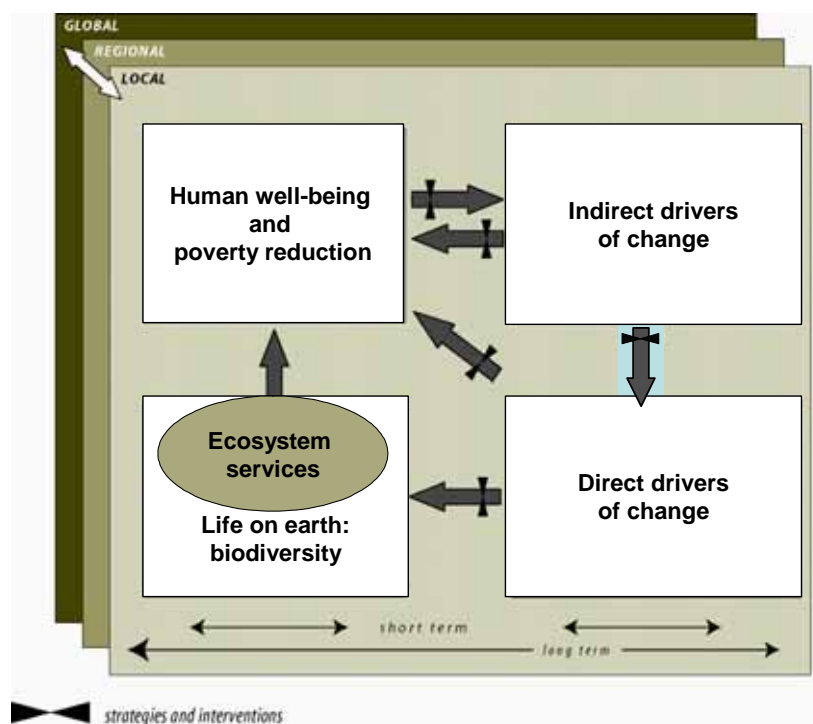 GLOBAL
REGIONAL
LOCAL
Human well-being
and
poverty reduction
Indirect drivers
of change
Ecosystem
services
Life on earth:
biodiversity
Direct drivers
of change
short term
long term
strategies and interventions